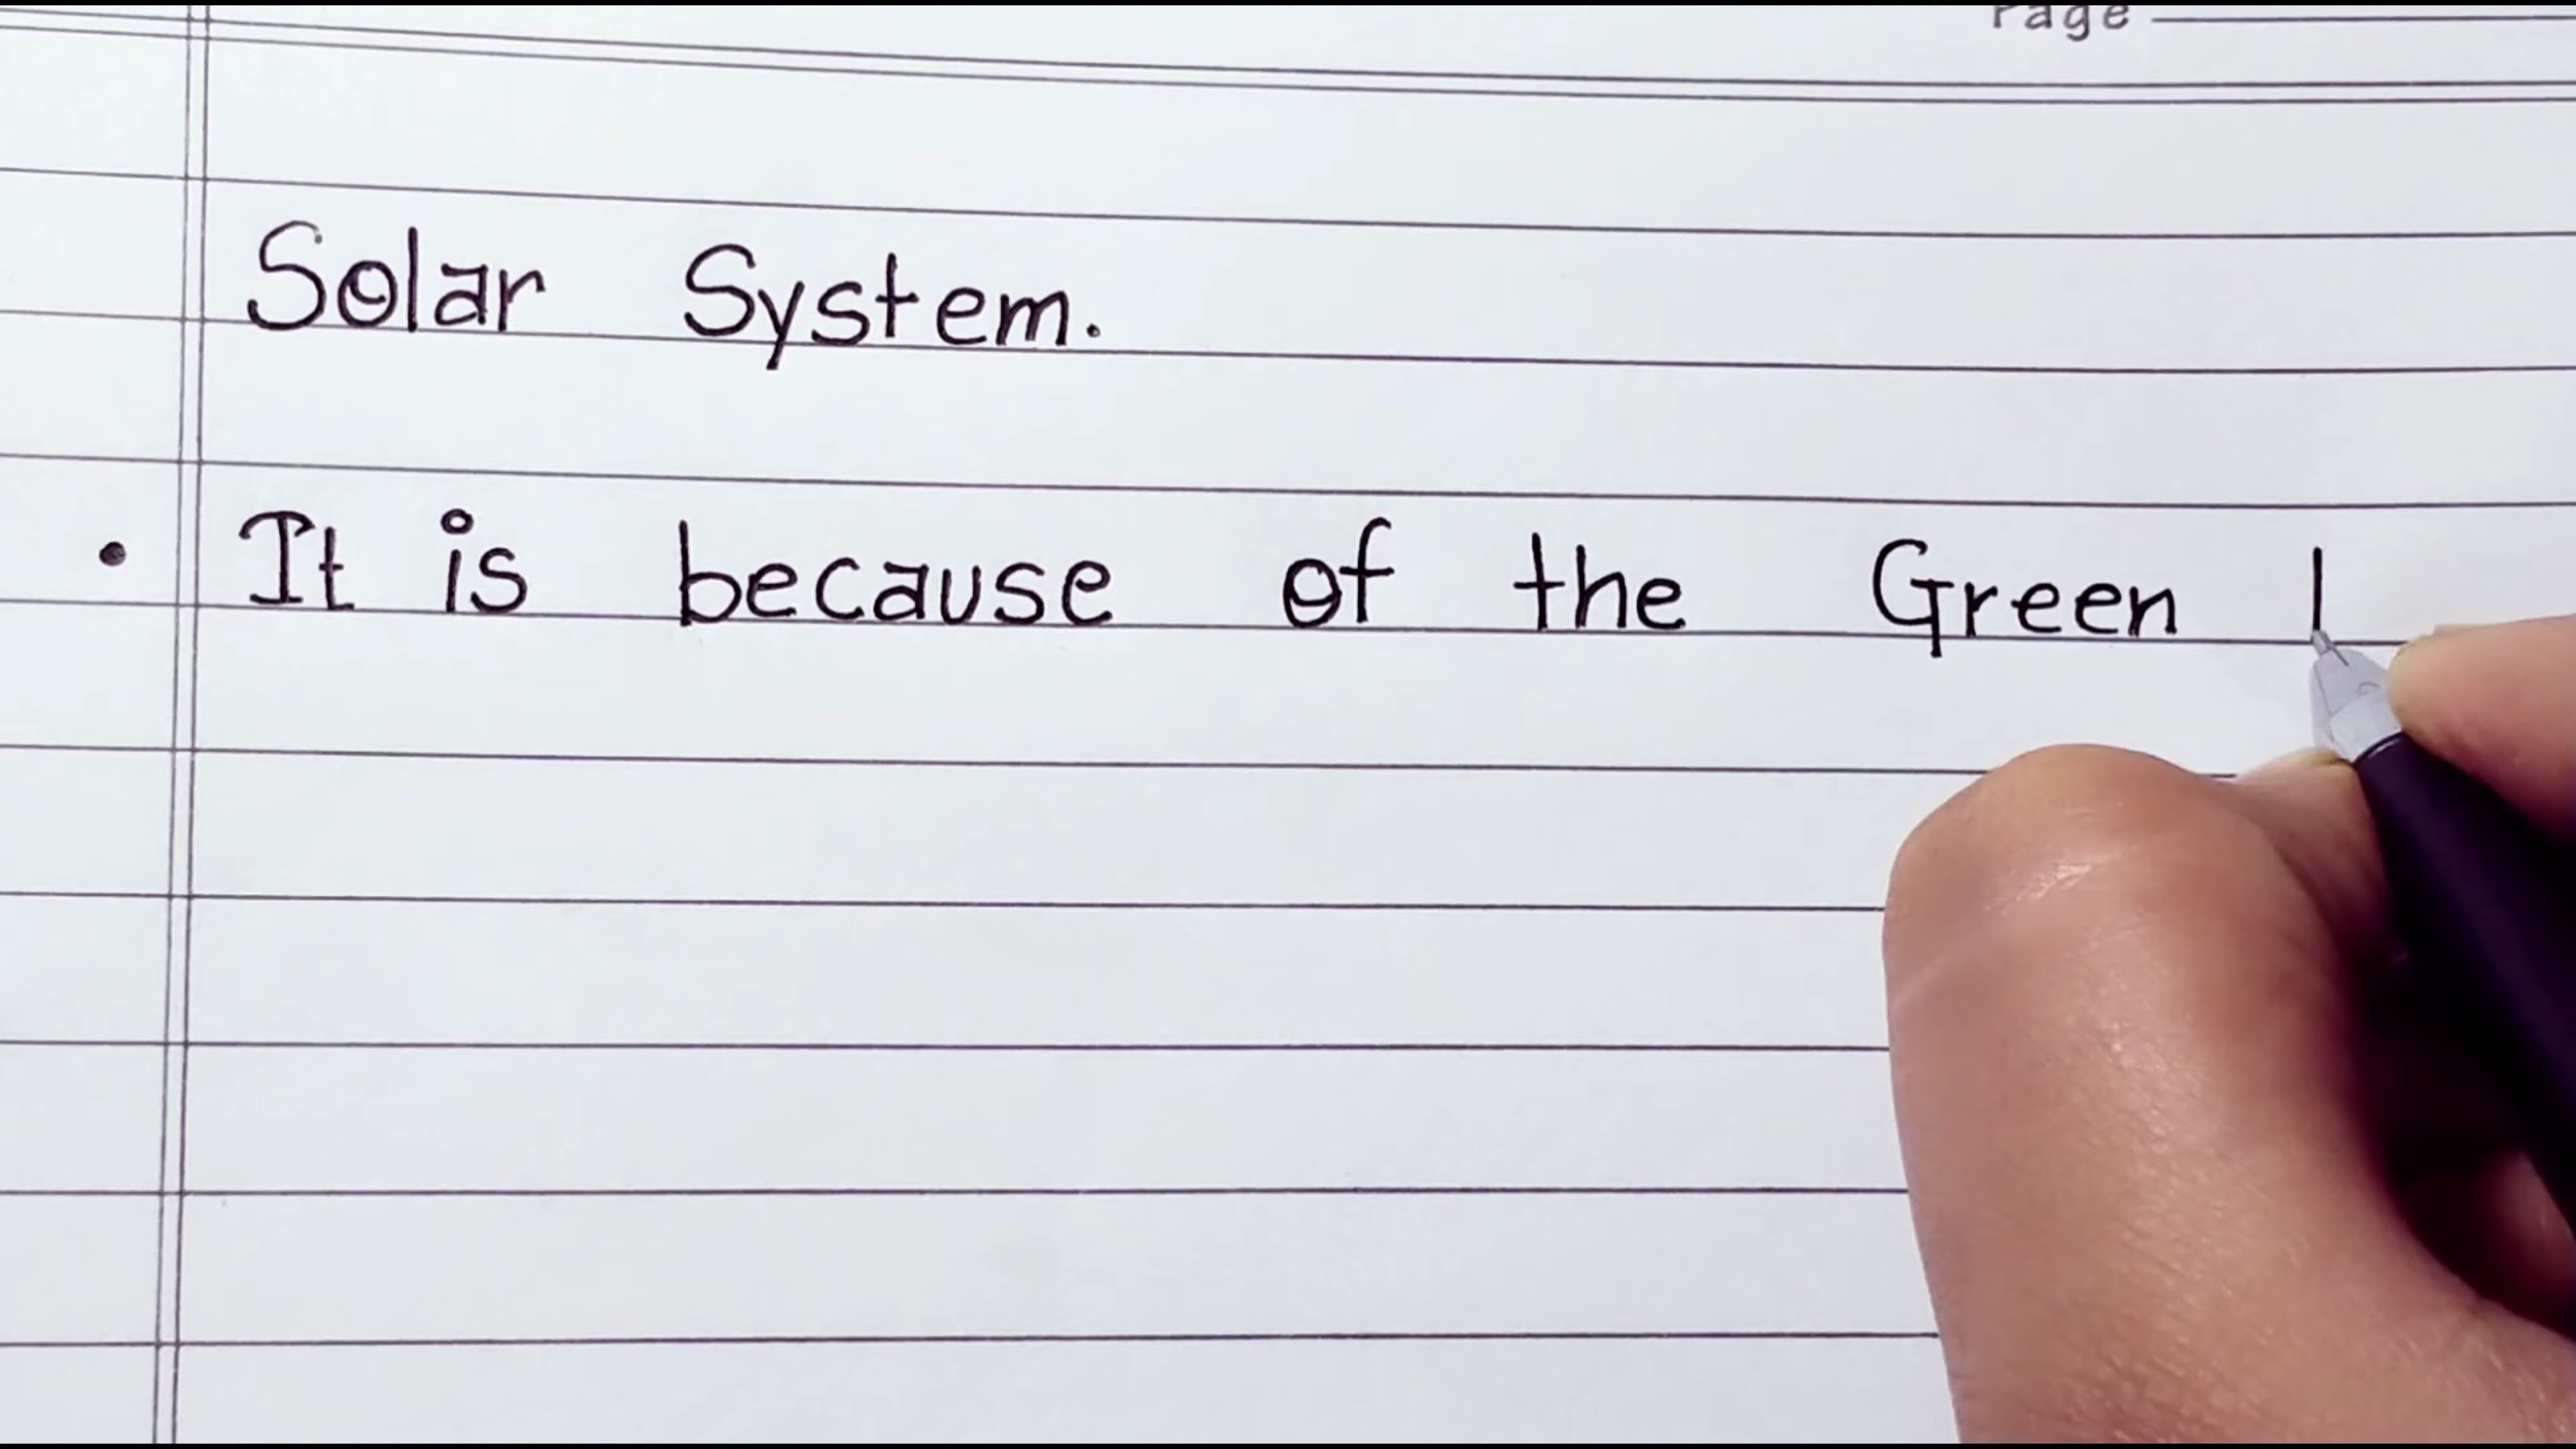 Page
Solar System.
• It is because of the Green